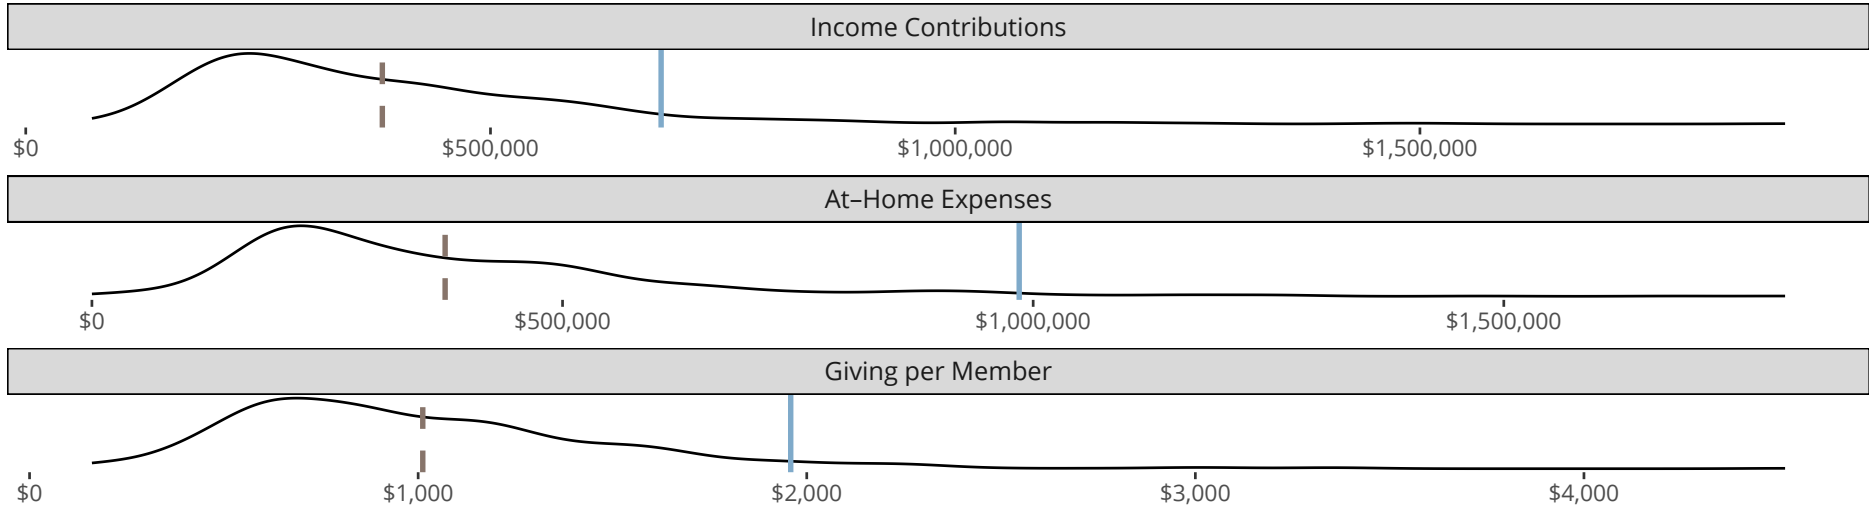 Income Contributions
$0 $500,000 $1,000,000 $1,500,000
At–Home Expenses
$0 $500,000 $1,000,000 $1,500,000
Giving per Member
$0 $1,000 $2,000 $3,000 $4,000